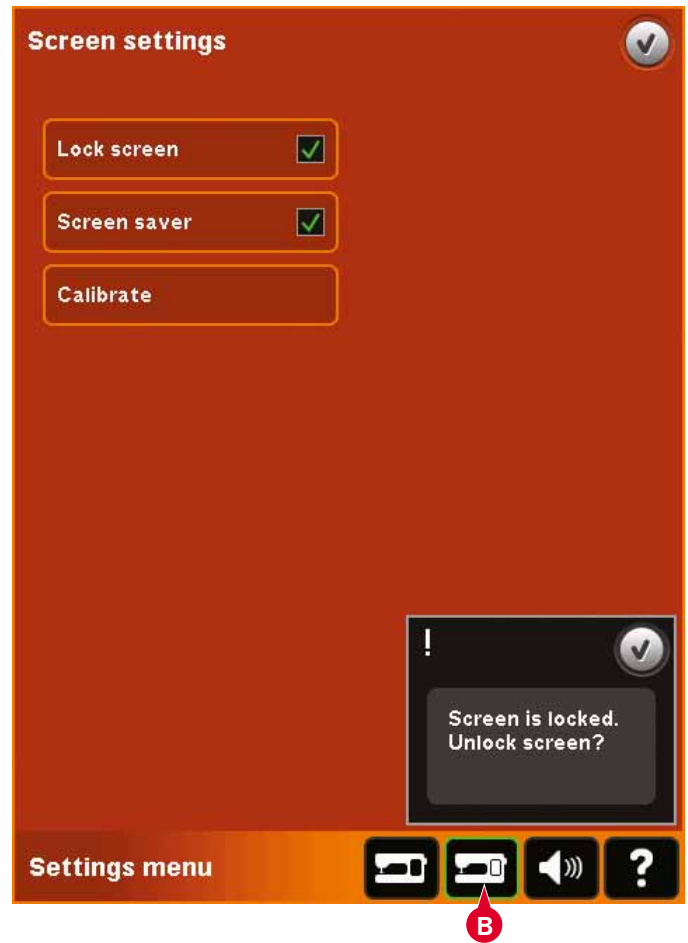 Screen settings
Lock screen
Screen saver
Calibrate
!
Screen is locked.
Unlock screen?
Settings menu
?
B